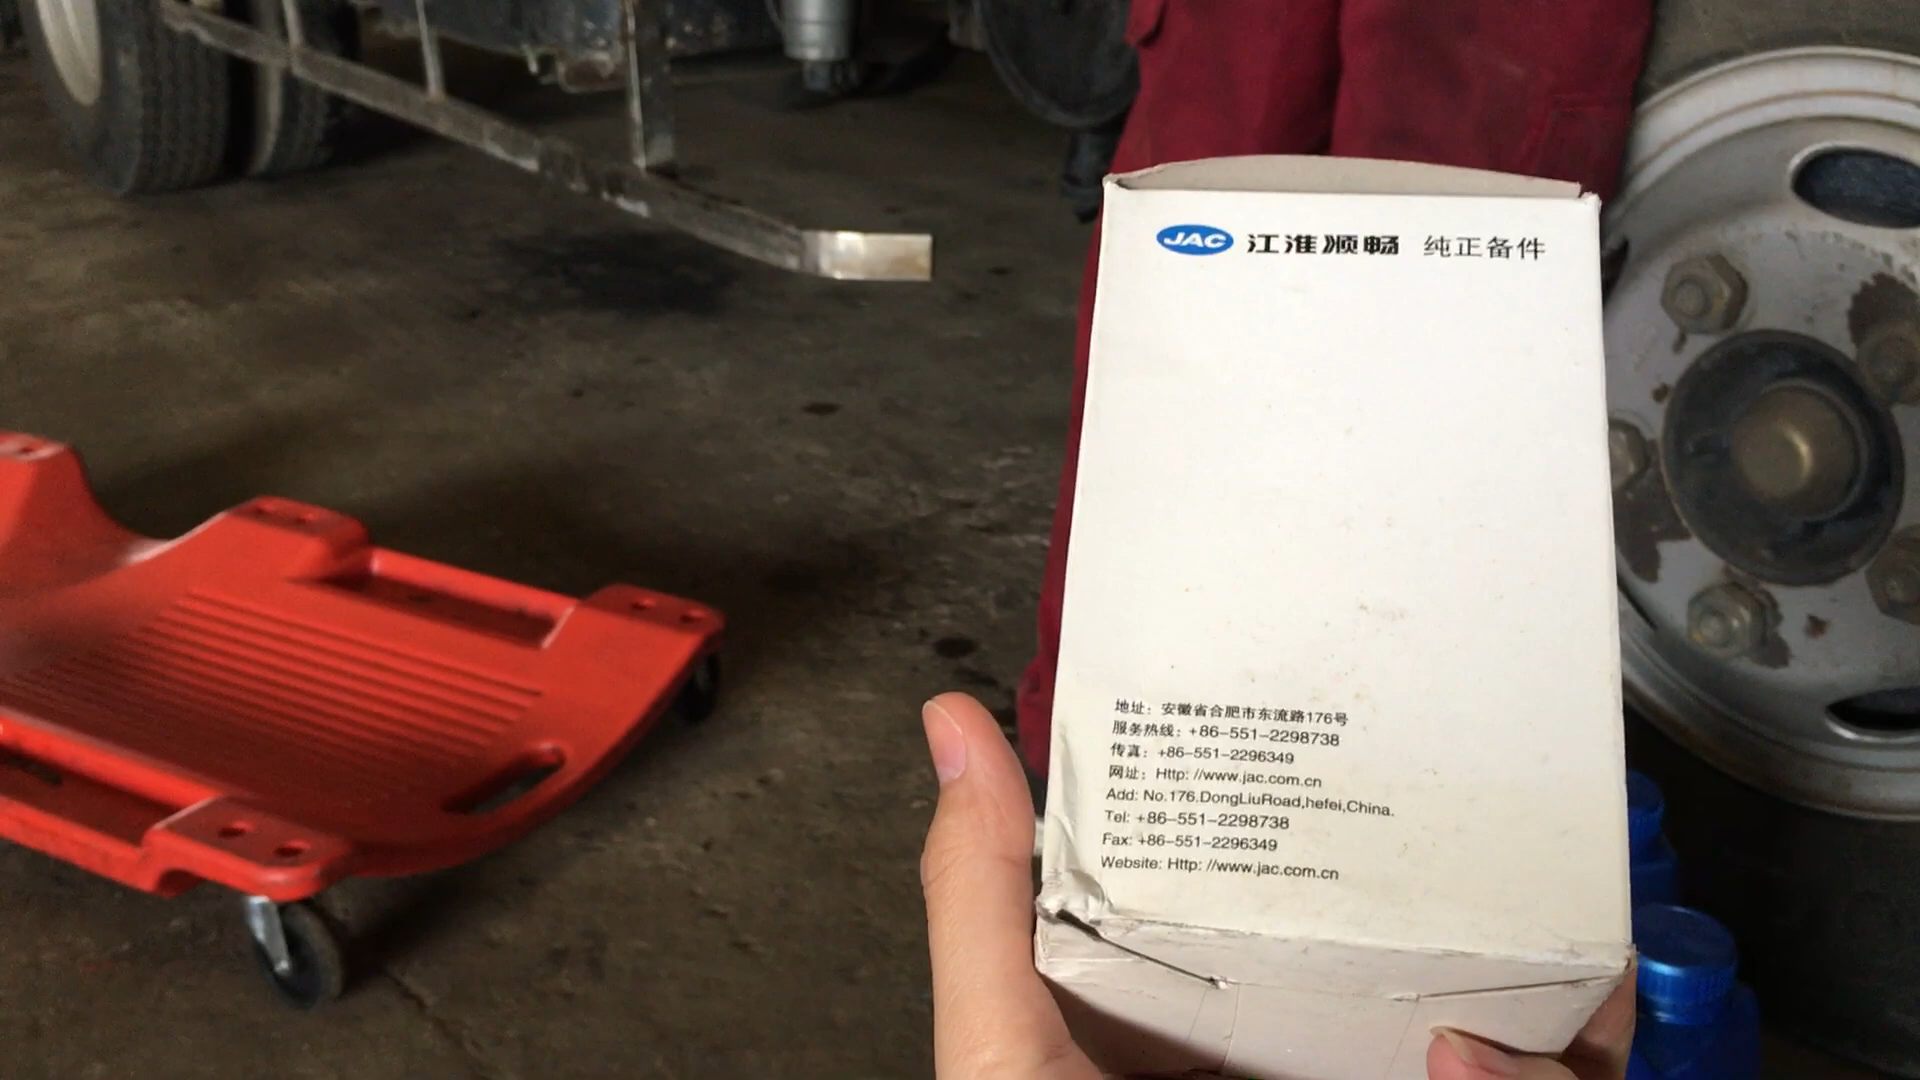 JAC 江淮顺畅 纯正备件
地址：安徽省合肥市东流路176号
服务热线：+86-551-2298738
传真：+86-551-2296349
网址：Http: //www.jac.com.cn
Add: No.176.DongLiuRoad,hefei,China.
Tel: +86-551-2298738
Fax: +86-551-2296349
Website: Http: //www.jac.com.cn